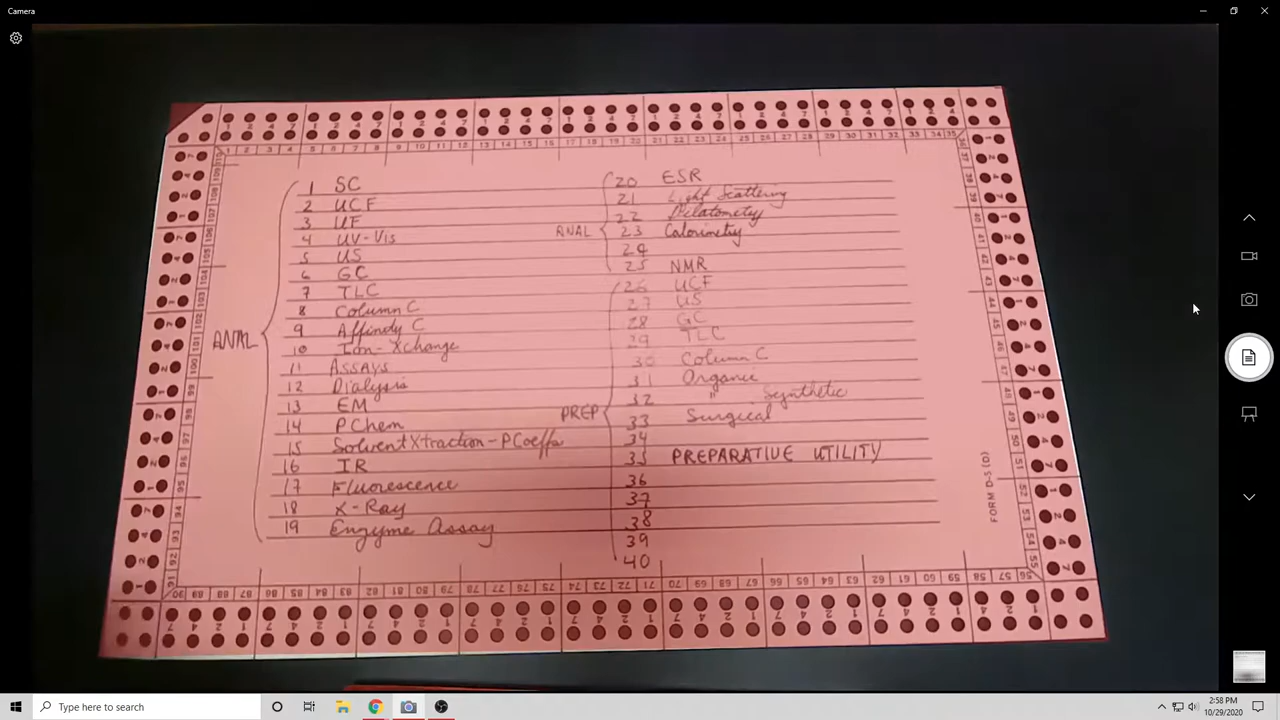 Camera
1 SC
2 UCF
3 UF
4 UV-Vis
5 US
6 GC
7 TLC
8 Column C
9 Affinity C
10 Ion-Xchange
11 Assays
12 Dialysis
13 EM
14 PChem
15 Solvent Xtraction-PCoeffs
16 IR
17 Fluorescence
18 X-Ray
19 Enzyme Assay
ANAL
20 ESR
21 Light Scattering
22 Dilatometry
23 Calorimetry
24
25 NMR
ANAL
26 UCF
27 US
28 GC
29 TLC
30 Column C
31 Organic
32 " Synthetic
33 Surgical
34
35 PREPARATIVE UTILITY
36
37
38
39
40
PREP
FORM D-5 (D)
Type here to search
2:58 PM
10/29/2020